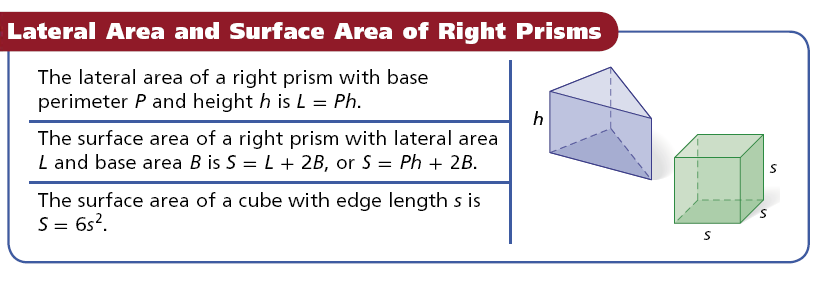 Lateral Area and Surface Area of Right Prisms
The lateral area of a right prism with base
perimeter P and height h is L = Ph.
The surface area of a right prism with lateral area
L and base area B is S = L + 2B, or S = Ph + 2B.
The surface area of a cube with edge length s is
S = 6s².
h
s
s
s